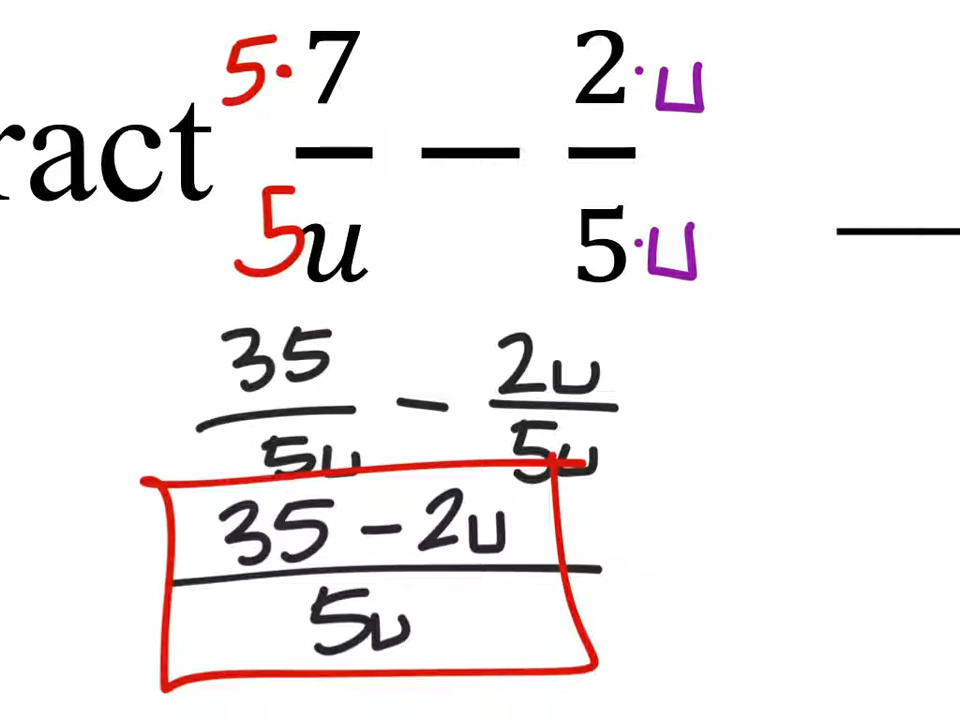 5·7 2·u
ract — − — —
5u 5·u
35 − 2u
5u 5u
35 − 2u
5u